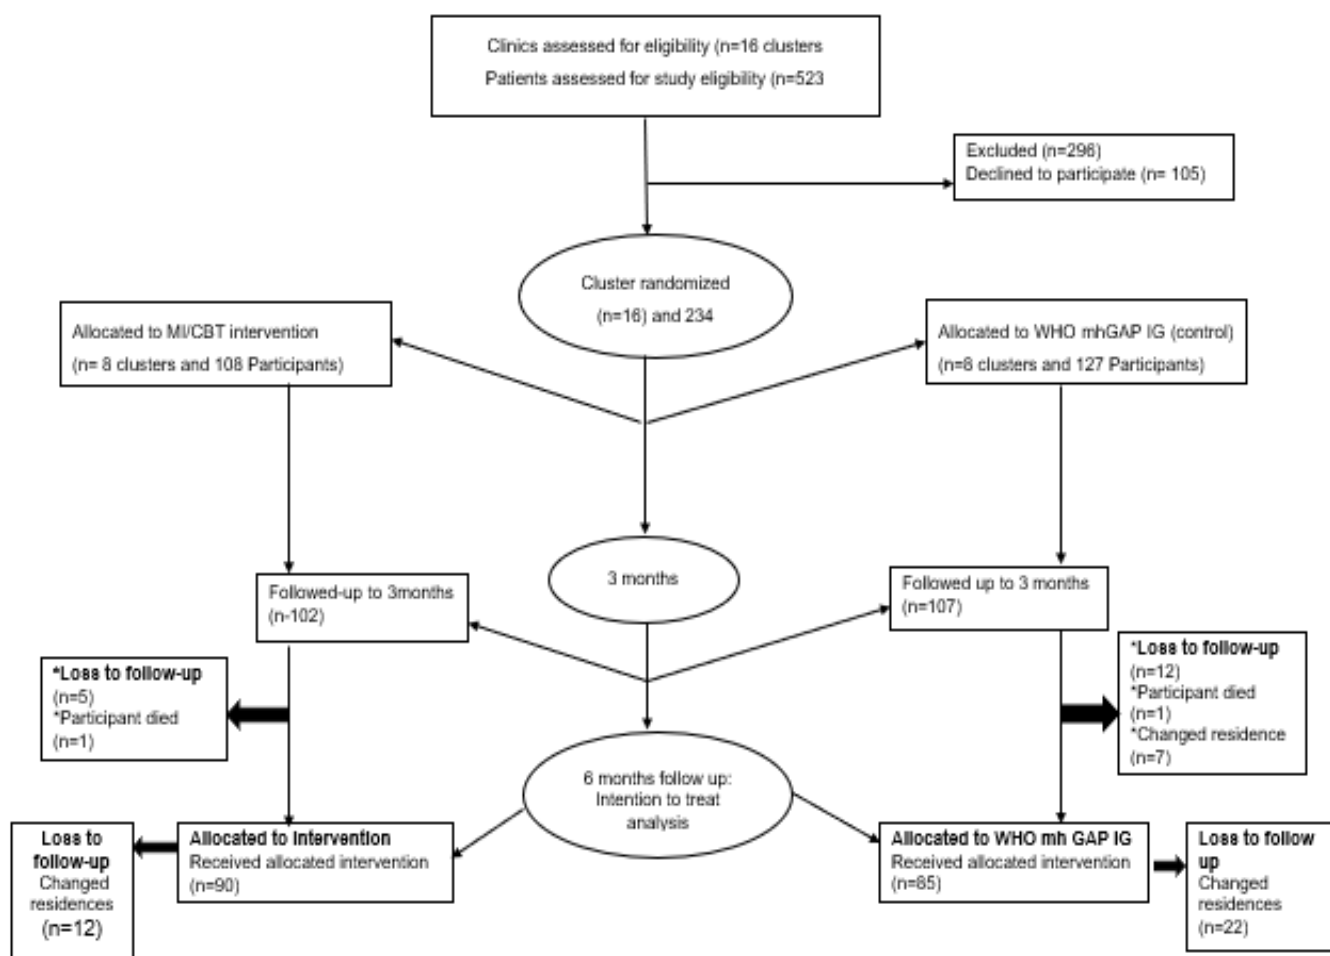 Clinics assessed for eligibility (n=16 clusters
Patients assessed for study eligibility (n=523
Excluded (n=296)
Declined to participate (n= 105)
Cluster randomized
(n=16) and 234
Allocated to MI/CBT intervention
(n= 8 clusters and 108 Participants)
Allocated to WHO mhGAP IG (control)
(n=8 clusters and 127 Participants)
3 months
Followed-up to 3months
(n-102)
Followed up to 3 months
(n=107)
*Loss to follow-up
(n=5)
*Participant died
(n=1)
*Loss to follow-up
(n=12)
*Participant died
(n=1)
*Changed residence
(n=7)
6 months follow up:
Intention to treat
analysis
Loss to
follow-up
Changed
residences
(n=12)
Allocated to Intervention
Received allocated intervention
(n=90)
Allocated to WHO mh GAP IG
Received allocated intervention
(n=85)
Loss to follow
up
Changed
residences
(n=22)